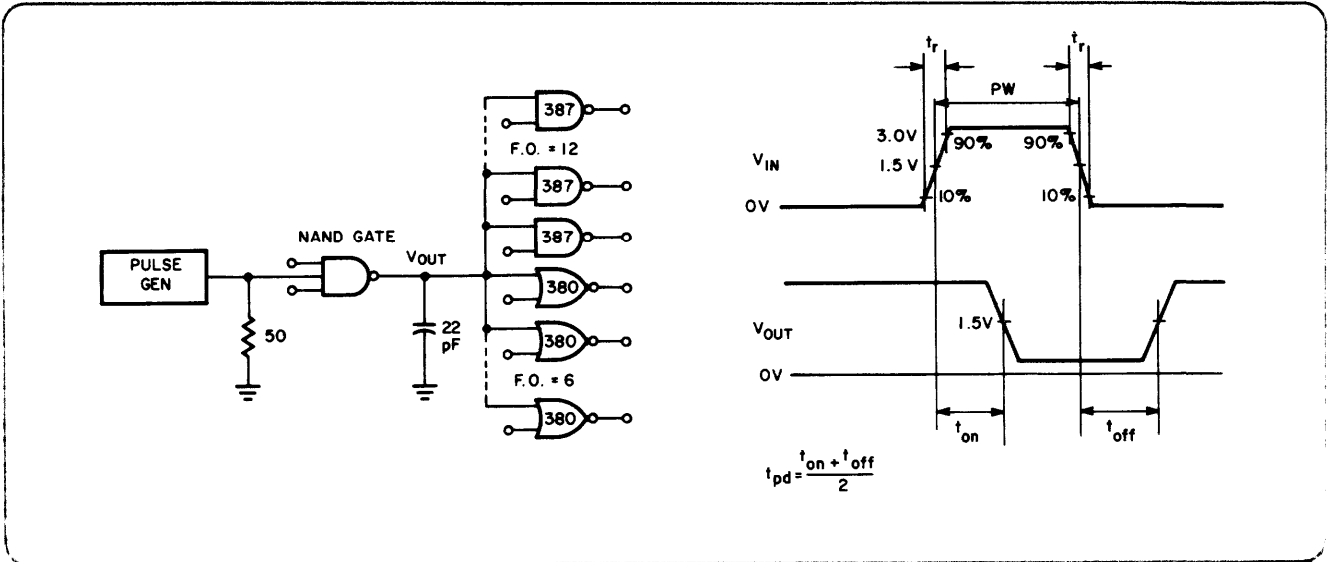 PULSE
GEN
50
NAND GATE
VOUT
22
pF
387
F.O. = 12
387
387
380
380
F.O. = 6
380
tr
tr
PW
VIN
3.0V
1.5 V
0V
90%
90%
10%
10%
VOUT
1.5V
0V
ton
toff
tpd = ton + toff
2